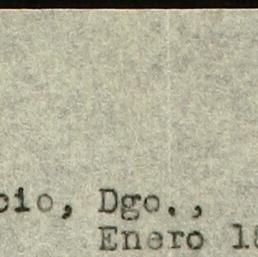 cio, Dgo.,
Enero 18